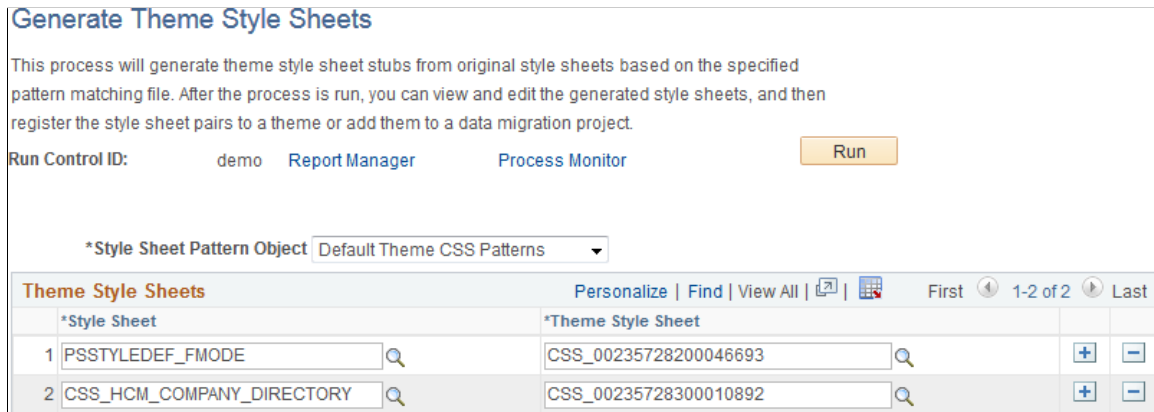 Generate Theme Style Sheets
This process will generate theme style sheet stubs from original style sheets based on the specified
pattern matching file. After the process is run, you can view and edit the generated style sheets, and then
register the style sheet pairs to a theme or add them to a data migration project.
Run Control ID: demo Report Manager Process Monitor Run
*Style Sheet Pattern Object Default Theme CSS Patterns
Theme Style Sheets Personalize | Find | View All | | First 1-2 of 2 Last
*Style Sheet *Theme Style Sheet
1 PSSTYLEDEF_FMODE CSS_00235728200046693
2 CSS_HCM_COMPANY_DIRECTORY CSS_00235728300010892